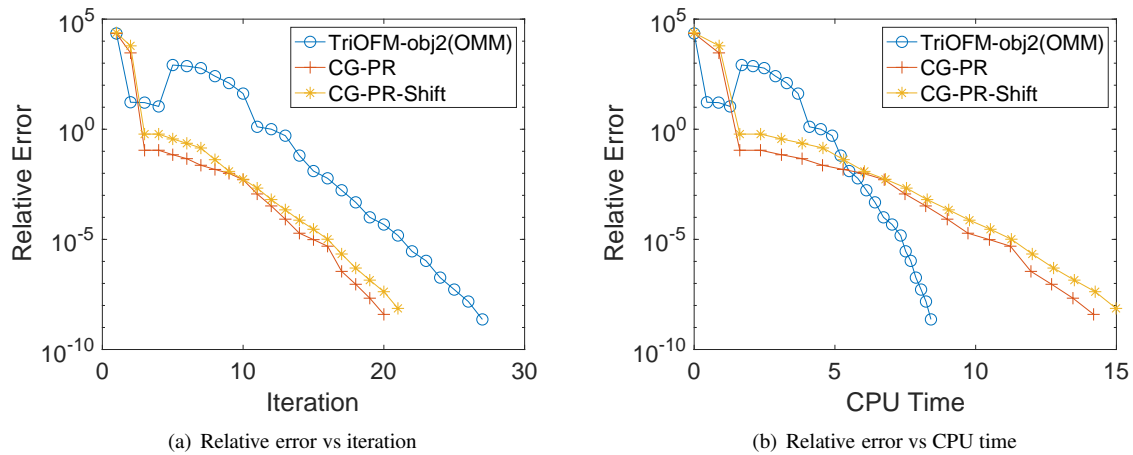 10^5
10^0
10^-5
10^-10
Relative Error
0
10
20
30
Iteration
TriOFM-obj2(OMM)
CG-PR
CG-PR-Shift
(a) Relative error vs iteration
10^5
10^0
10^-5
10^-10
Relative Error
0
5
10
15
CPU Time
TriOFM-obj2(OMM)
CG-PR
CG-PR-Shift
(b) Relative error vs CPU time